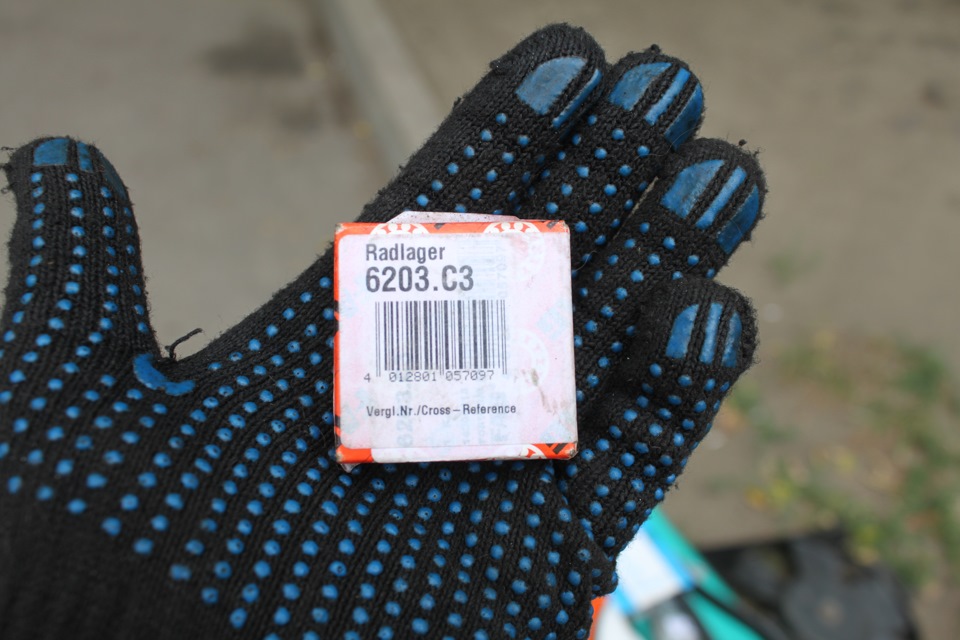 Radlager
6203.C3
4 012801 057097
Vergl.Nr./Cross-Reference